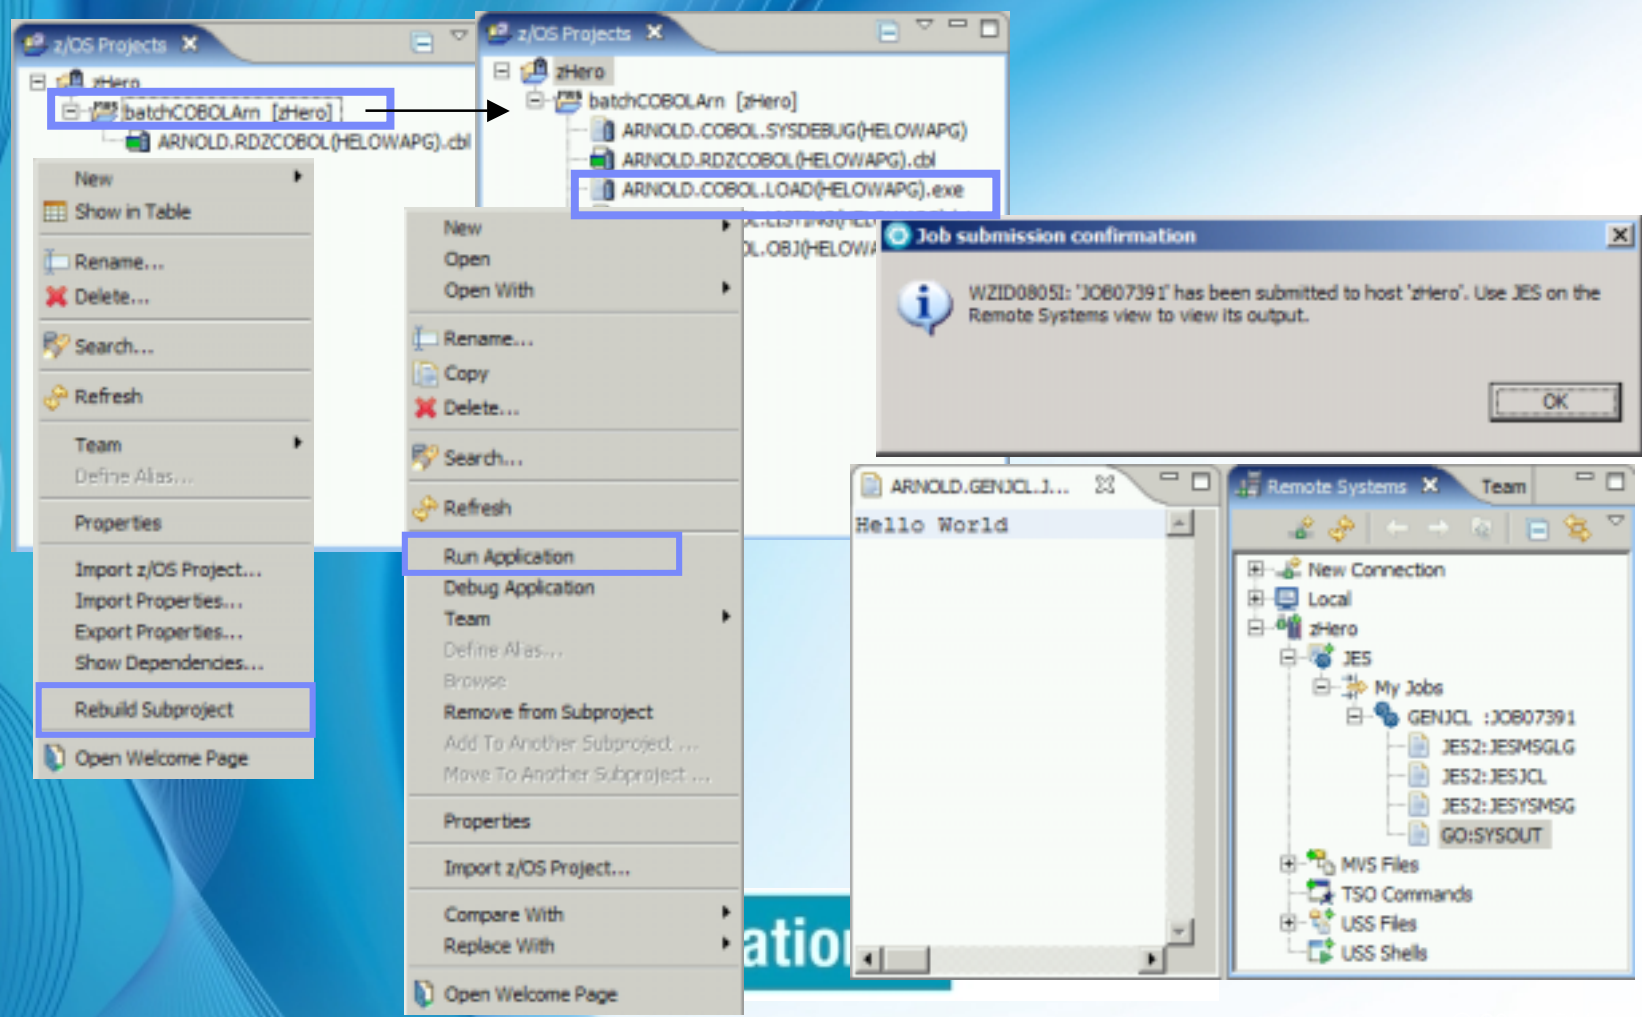 z/OS Projects
zHero
batchCOBOLArn [zHero]
ARNOLD.RDZCOBOL(HELOWAPG).cbl
New
Show in Table
Rename...
Delete...
Search...
Refresh
Team
Define Alias...
Properties
Import z/OS Project...
Import Properties...
Export Properties...
Show Dependencies...
Rebuild Subproject
Open Welcome Page
z/OS Projects
zHero
batchCOBOLArn [zHero]
ARNOLD.COBOL.SYSDEBUG(HELOWAPG)
ARNOLD.RDZCOBOL(HELOWAPG).cbl
ARNOLD.COBOL.LOAD(HELOWAPG).exe
OL.OBJ(HELOWA
New
Open
Open With
Rename...
Copy
Delete...
Search...
Refresh
Run Application
Debug Application
Team
Define Alias...
Browse
Remove from Subproject
Add To Another Subproject ...
Move To Another Subproject ...
Properties
Import z/OS Project...
Compare With
Replace With
Open Welcome Page
Job submission confirmation
WZID0805I: 'JOB07391' has been submitted to host 'zHero'. Use JES on the
Remote Systems view to view its output.
OK
ARNOLD.GENJCL.J...
Hello World
Remote Systems
Team
New Connection
Local
zHero
JES
My Jobs
GENJCL :JOB07391
JES2:JESMSGLG
JES2:JESJCL
JES2:JESYSMSG
GO:SYSOUT
MVS Files
TSO Commands
USS Files
USS Shells
atio